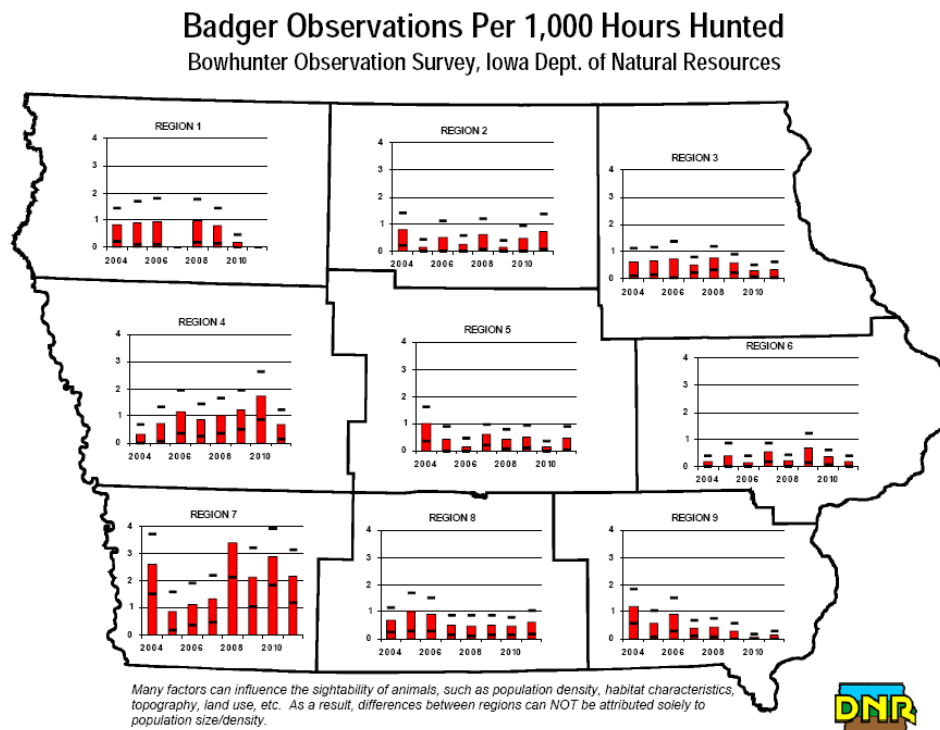 Badger Observations Per 1,000 Hours Hunted
Bowhunter Observation Survey, Iowa Dept. of Natural Resources
REGION 1
4
3
2
1
0
2004 2006 2008 2010
REGION 2
4
3
2
1
0
2004 2006 2008 2010
REGION 3
4
3
2
1
0
2004 2006 2008 2010
REGION 4
4
3
2
1
0
2004 2006 2008 2010
REGION 5
4
3
2
1
0
2004 2006 2008 2010
REGION 6
4
3
2
1
0
2004 2006 2008 2010
REGION 7
4
3
2
1
0
2004 2006 2008 2010
REGION 8
4
3
2
1
0
2004 2006 2008 2010
REGION 9
4
3
2
1
0
2004 2006 2008 2010
Many factors can influence the sightability of animals, such as population density, habitat characteristics,
topography, land use, etc. As a result, differences between regions can NOT be attributed solely to
population size/density.
DNR